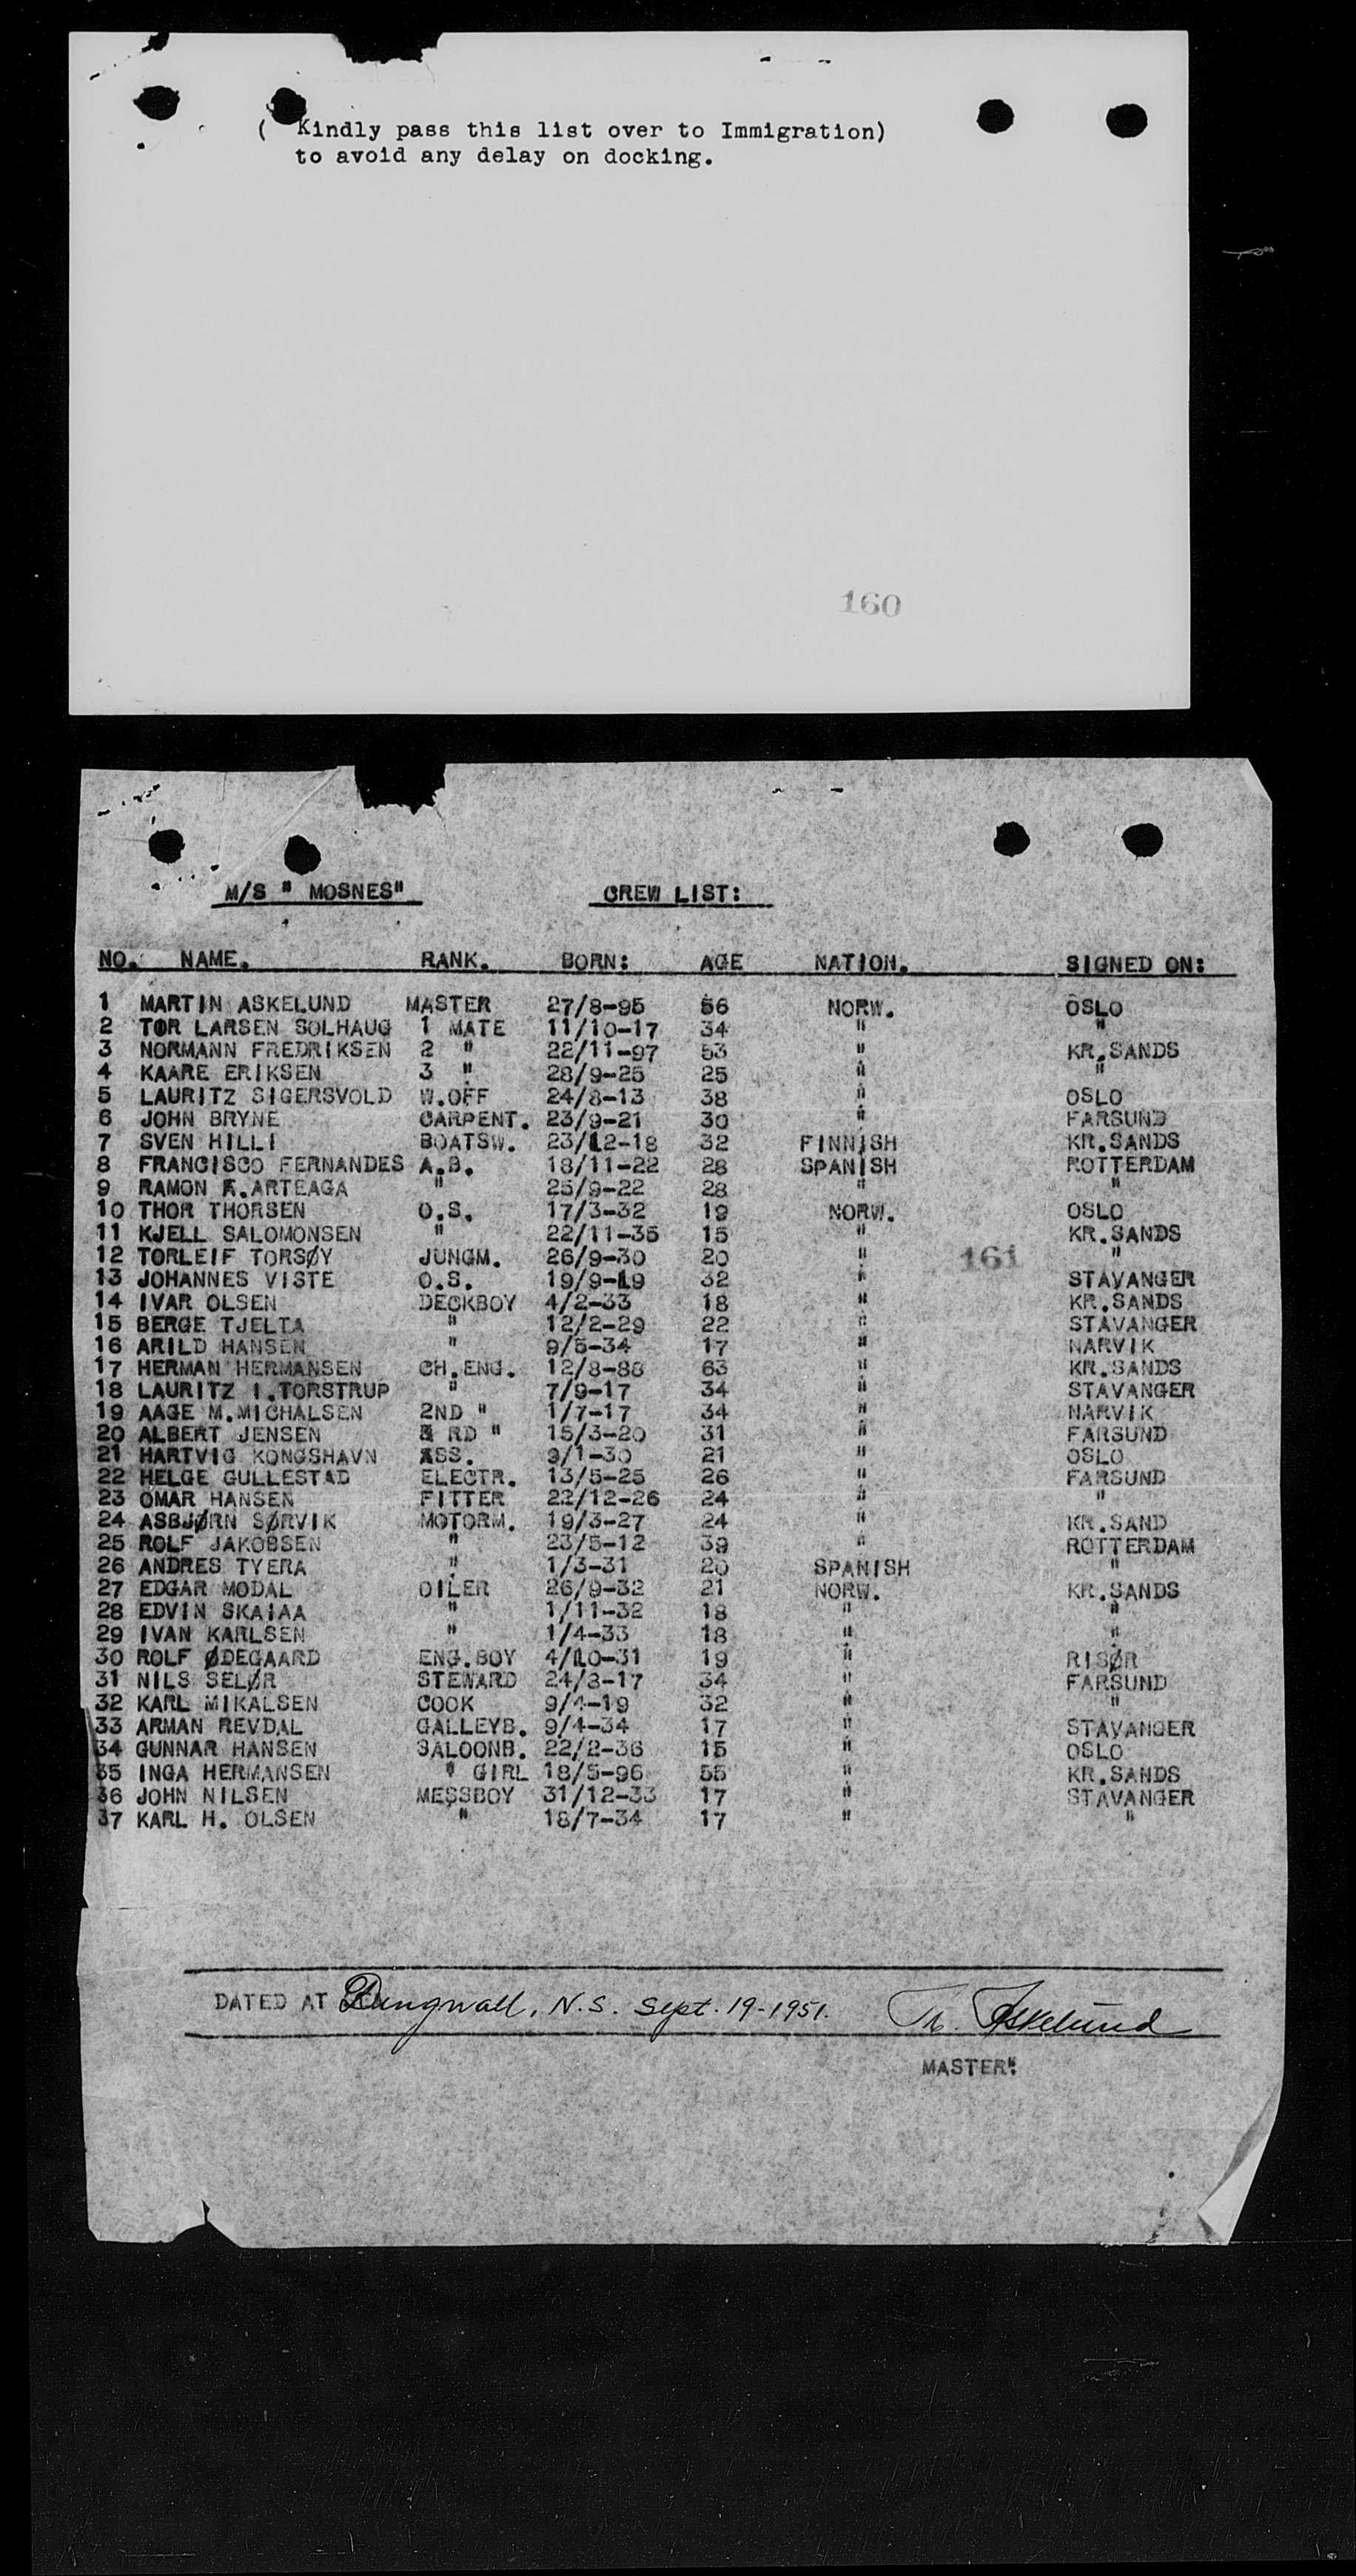 ( Kindly pass this list over to Immigration)
to avoid any delay on docking.
160
M/S " MOSNES" CREW LIST:
NO. NAME. RANK. BORN: AGE NATION. SIGNED ON:
1 MARTIN ASKELUND MASTER 27/8-95 56 NORW. OSLO
2 TOR LARSEN SOLHAUG 1 MATE 11/10-17 34 " "
3 NORMANN FREDRIKSEN 2 " 22/11-97 53 " KR.SANDS
4 KAARE ERIKSEN 3 " 28/9-25 25 " "
5 LAURITZ SIGERSVOLD W.OFF 24/8-13 38 " OSLO
6 JOHN BRYNE CARPENT. 23/9-21 30 " FARSUND
7 SVEN HILLI BOATSW. 23/12-18 32 FINNISH KR.SANDS
8 FRANCISCO FERNANDES A.B. 18/11-22 28 SPANISH ROTTERDAM
9 RAMON F.ARTEAGA " 25/9-22 28 " "
10 THOR THORSEN O.S. 17/3-32 19 NORW. OSLO
11 KJELL SALOMONSEN " 22/11-35 15 " KR.SANDS
12 TORLEIF TORSØY JUNGM. 26/9-30 20 " 161 "
13 JOHANNES VISTE O.S. 19/9-19 32 " STAVANGER
14 IVAR OLSEN DECKBOY 4/2-33 18 " KR.SANDS
15 BERGE TJELTA " 12/2-29 22 " STAVANGER
16 ARILD HANSEN " 9/5-34 17 " NARVIK
17 HERMAN HERMANSEN CH.ENG. 12/8-88 63 " KR.SANDS
18 LAURITZ I.TORSTRUP " 7/9-17 34 " STAVANGER
19 AAGE M.MICHALSEN 2ND " 1/7-17 34 " NARVIK
20 ALBERT JENSEN 3 RD " 15/3-20 31 " FARSUND
21 HARTVIG KONGSHAVN ASS. 9/1-30 21 " OSLO
22 HELGE GULLESTAD ELECTR. 13/5-25 26 " FARSUND
23 OMAR HANSEN FITTER 22/12-26 24 " "
24 ASBJØRN SØRVIK MOTORM. 19/3-27 24 " KR.SAND
25 ROLF JAKOBSEN " 23/5-12 39 " ROTTERDAM
26 ANDRES TYERA " 1/3-31 20 SPANISH "
27 EDGAR MODAL OILER 26/9-32 21 NORW. KR.SANDS
28 EDVIN SKAIAA " 1/11-32 18 " "
29 IVAN KARLSEN " 1/4-33 18 " "
30 ROLF ØDEGAARD ENG.BOY 4/10-31 19 " RISØR
31 NILS SELØR STEWARD 24/8-17 34 " FARSUND
32 KARL MIKALSEN COOK 9/4-19 32 " "
33 ARMAN REVDAL GALLEYB. 9/4-34 17 " STAVANGER
34 GUNNAR HANSEN SALOONB. 22/2-36 15 " OSLO
35 INGA HERMANSEN " GIRL 18/5-96 55 " KR.SANDS
36 JOHN NILSEN MESSBOY 31/12-33 17 " STAVANGER
37 KARL H. OLSEN " 18/7-34 17 " "
DATED AT Dingwall, N.S. Sept. 19-1951. M. Askelund
MASTER".